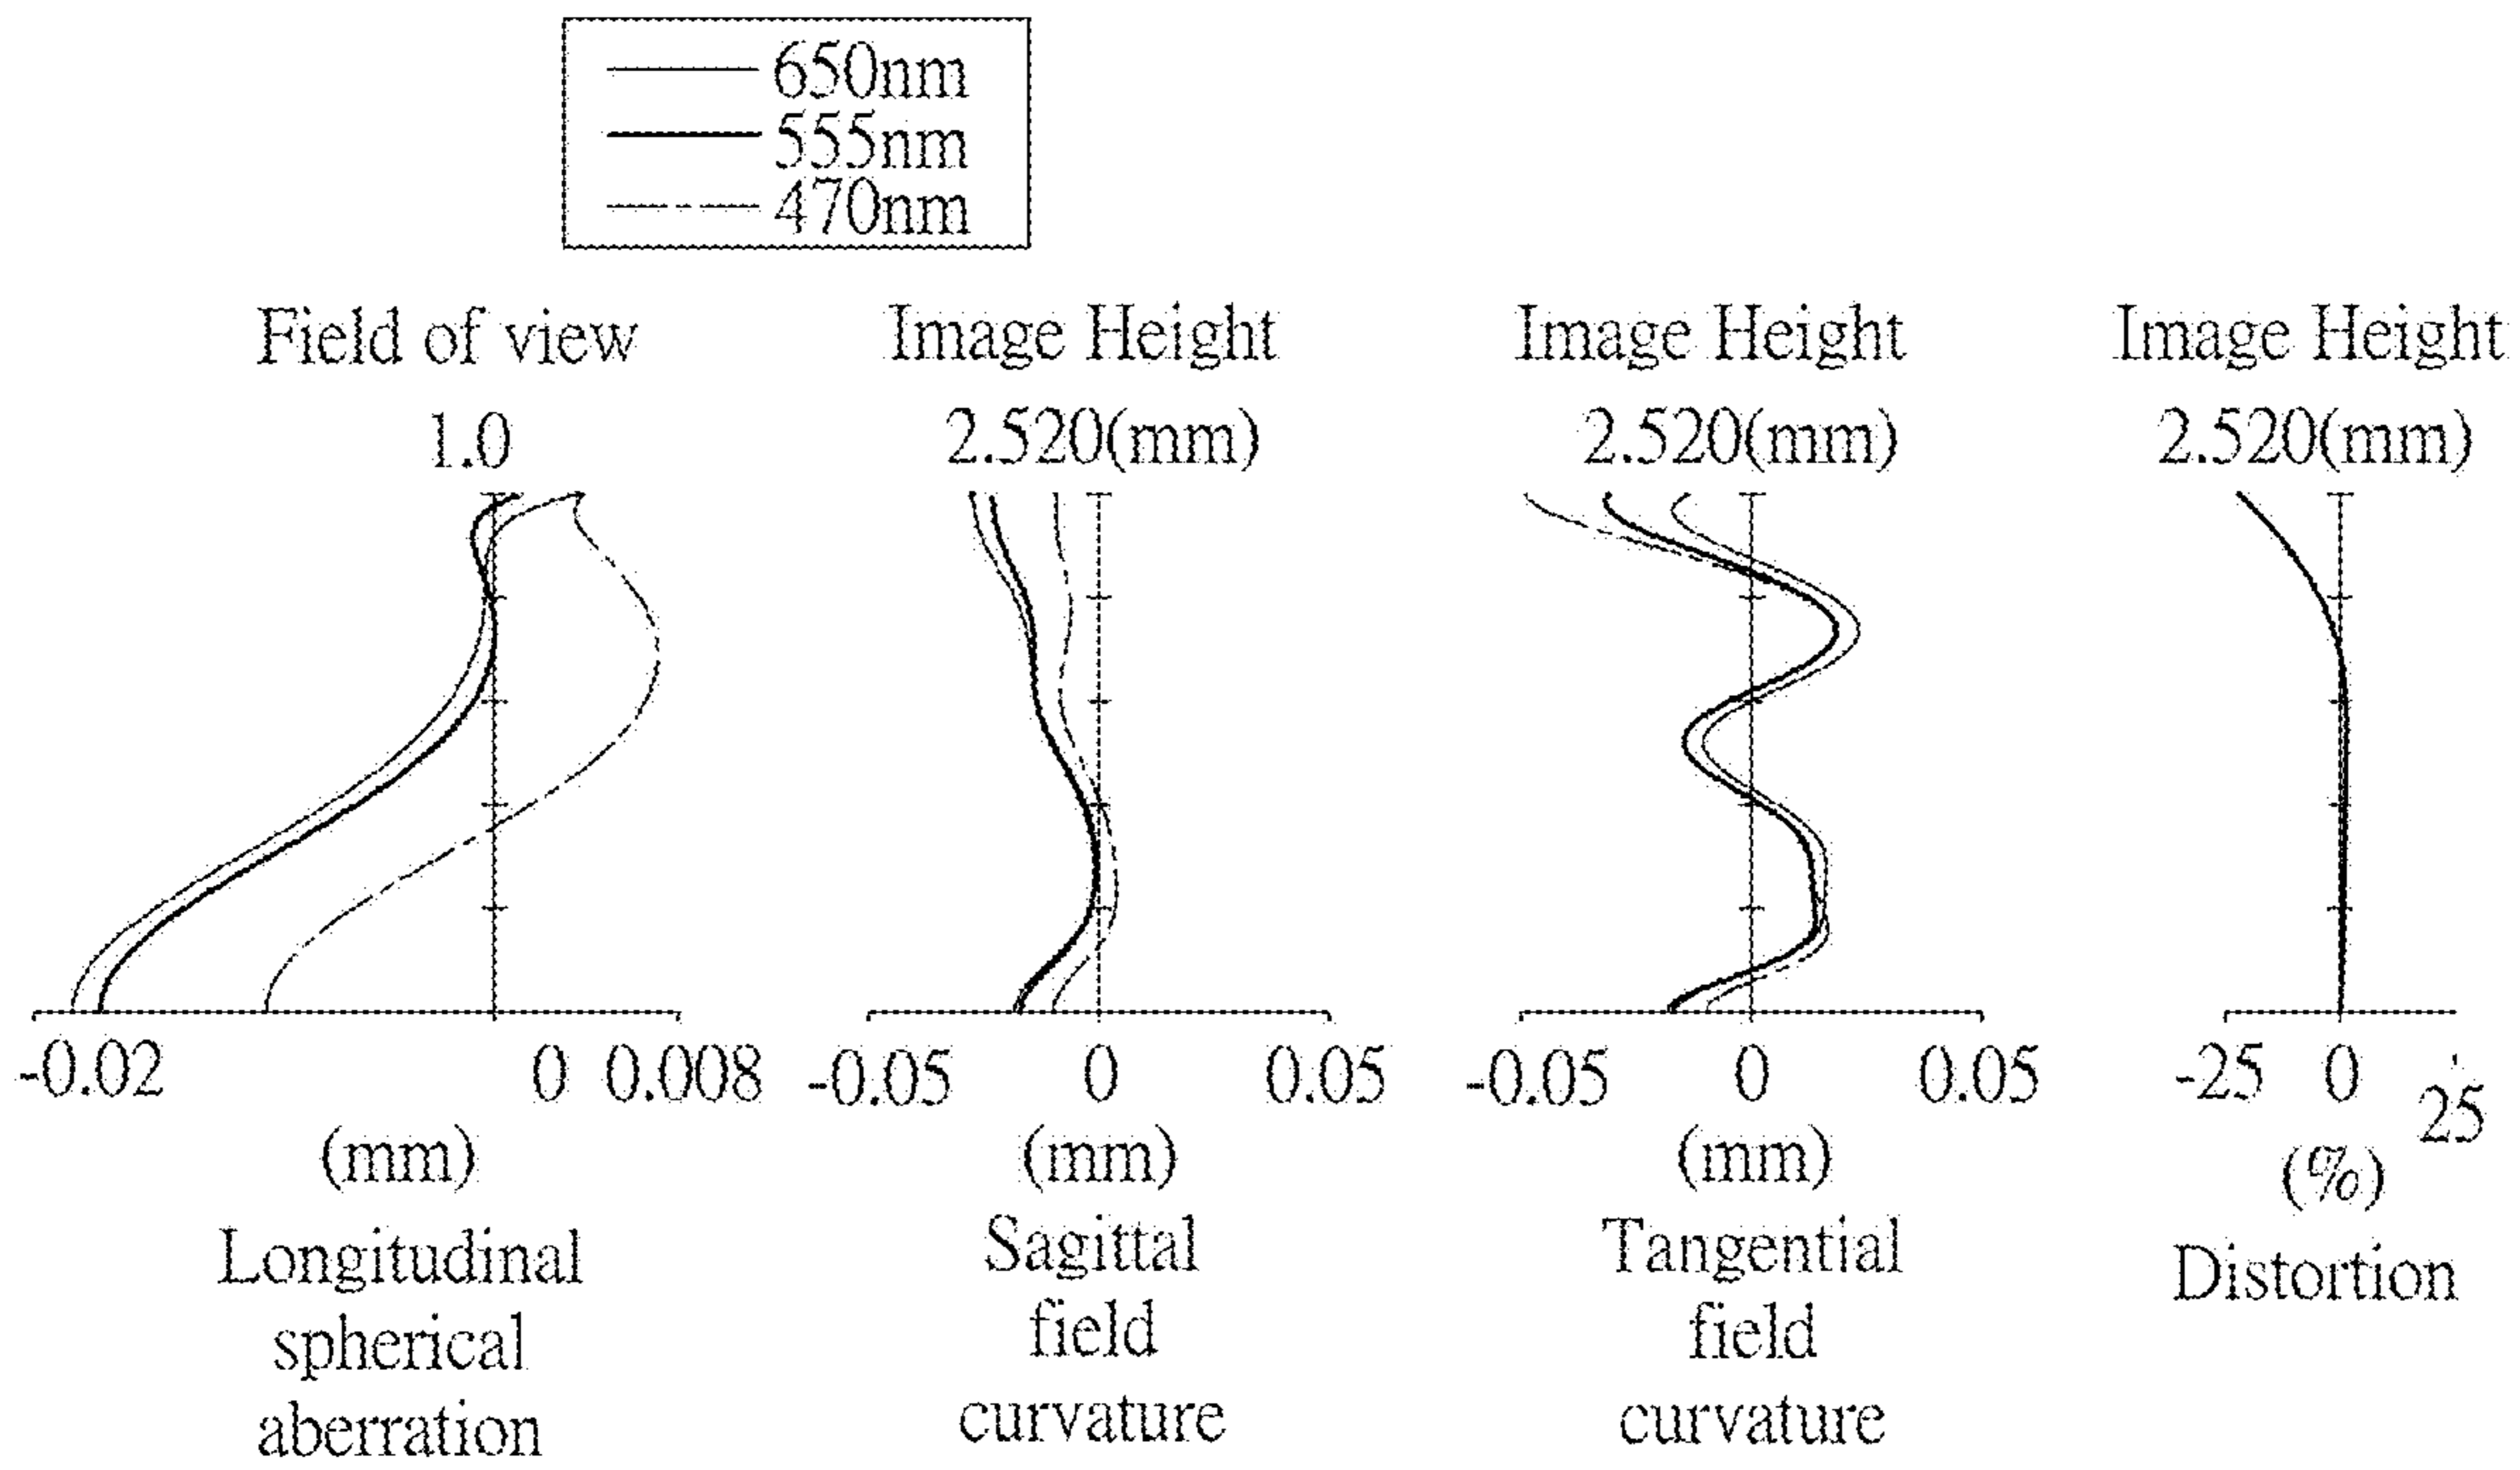 650nm
555nm
470nm
Field of view
1.0
-0.02 0 0.008
(mm)
Longitudinal
spherical
aberration
Image Height
2.520(mm)
-0.05 0 0.05
(mm)
Sagittal
field
curvature
Image Height
2.520(mm)
-0.05 0 0.05
(mm)
Tangential
field
curvature
Image Height
2.520(mm)
-25 0 25
(%)
Distortion